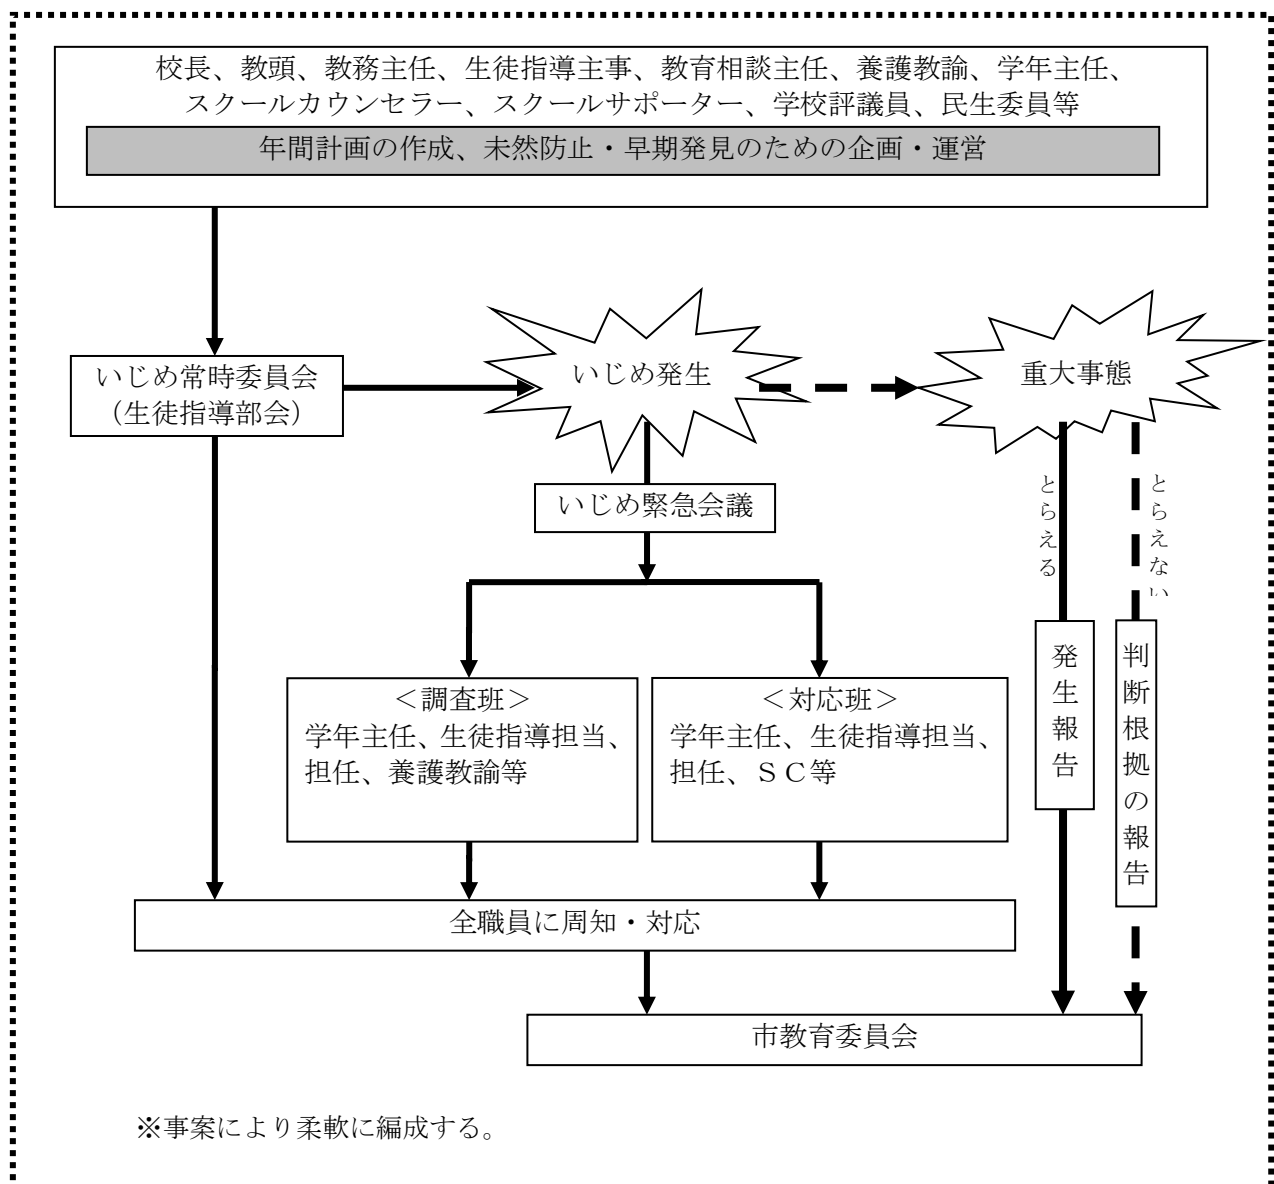 校長、教頭、教務主任、生徒指導主事、教育相談主任、養護教諭、学年主任、
スクールカウンセラー、スクールサポーター、学校評議員、民生委員等
年間計画の作成、未然防止・早期発見のための企画・運営
いじめ常時委員会
（生徒指導部会）
いじめ発生
重大事態
いじめ緊急会議
とらえる
とらえない
＜調査班＞
学年主任、生徒指導担当、
担任、養護教諭等
＜対応班＞
学年主任、生徒指導担当、
担任、ＳＣ等
発生報告
判断根拠の報告
全職員に周知・対応
市教育委員会
※事案により柔軟に編成する。